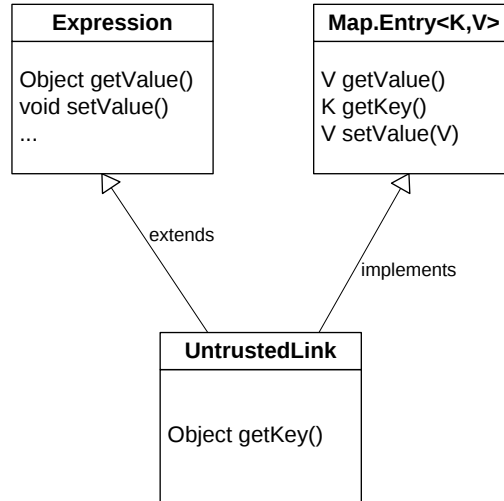 Expression
Object getValue()
void setValue()
...
Map.Entry<K,V>
V getValue()
K getKey()
V setValue(V)
extends
implements
UntrustedLink
Object getKey()